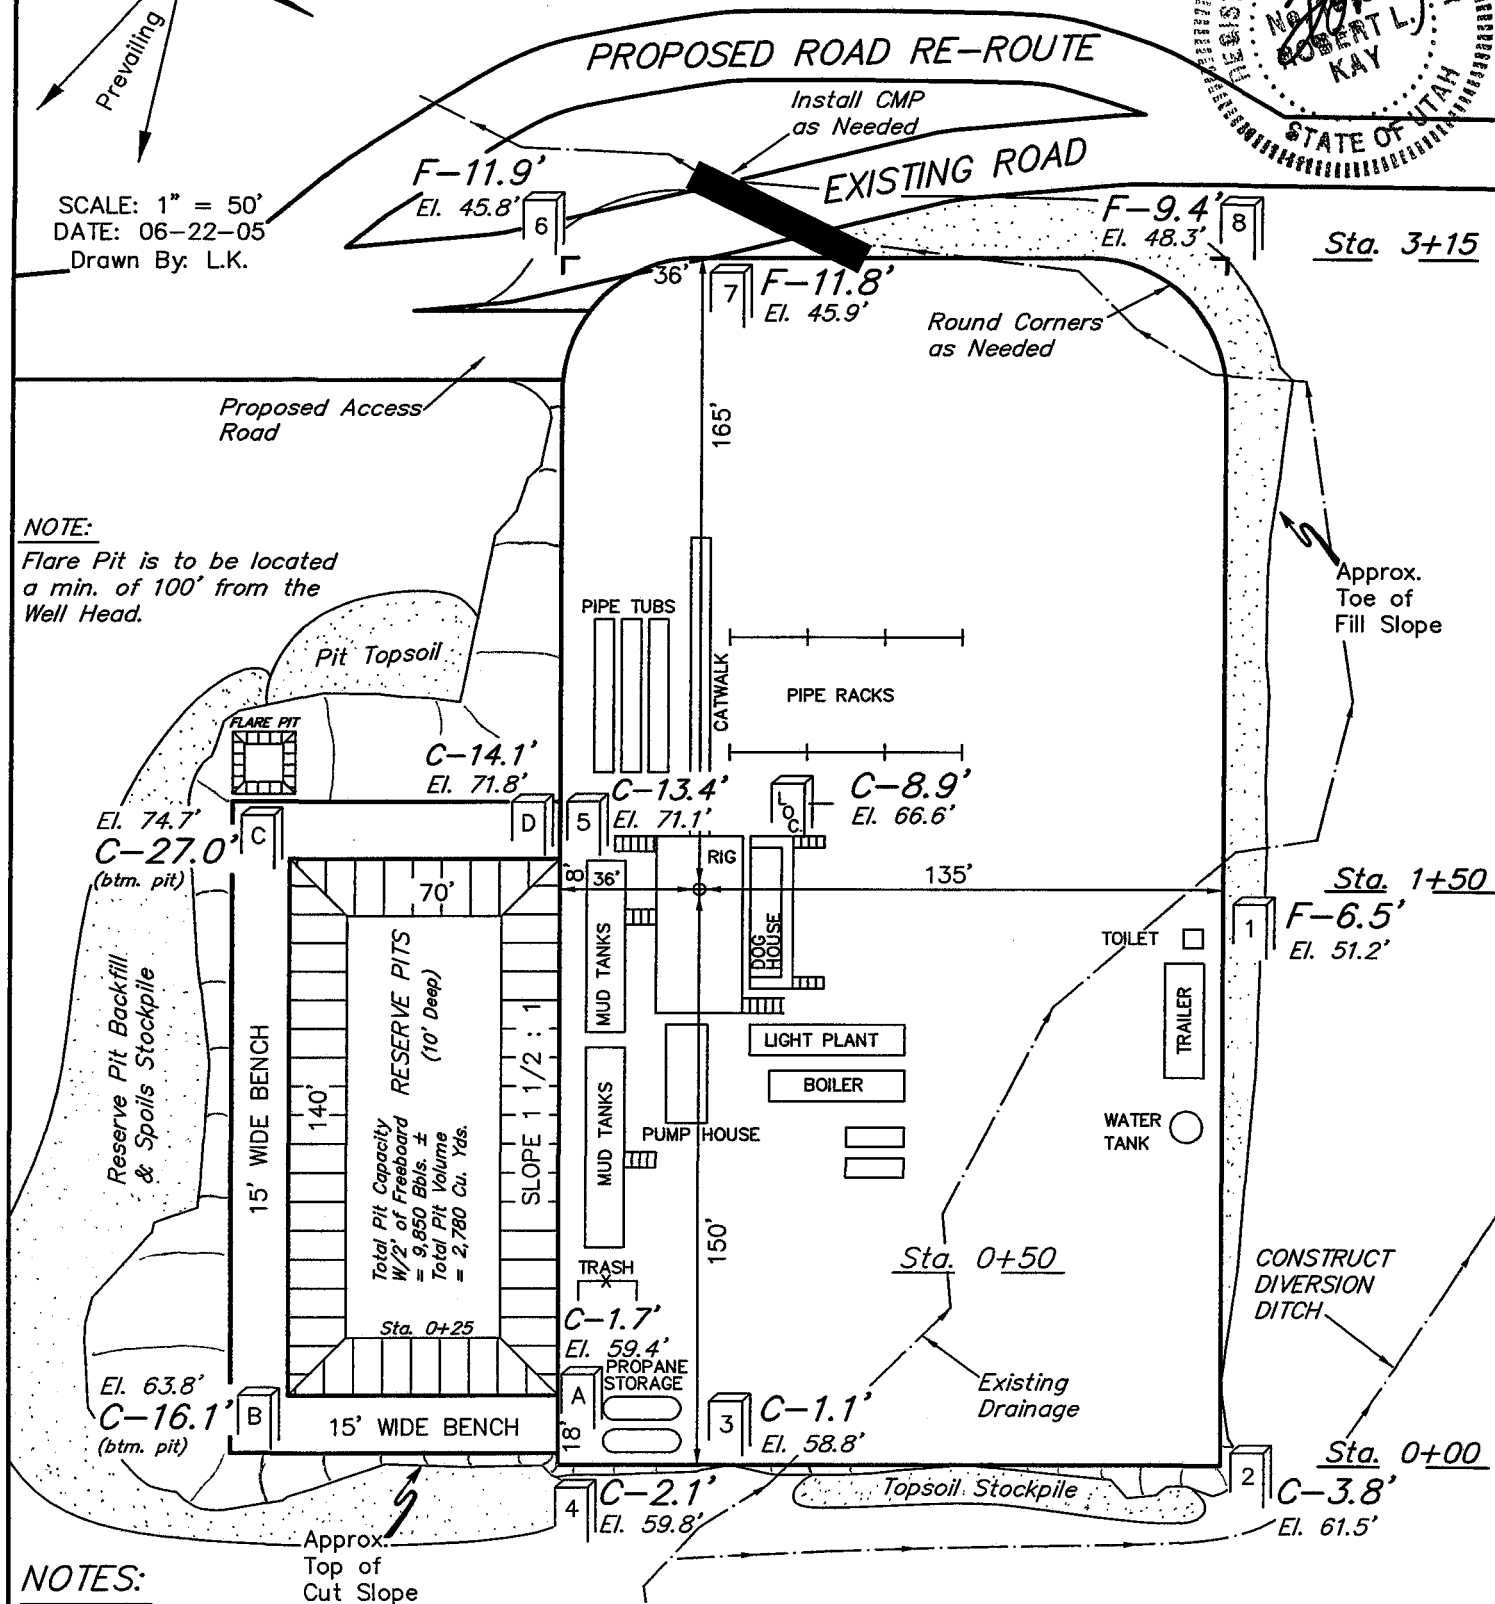 Prevailing
PROPOSED ROAD RE-ROUTE
ROBERT L.
KAY
STATE OF UTAH
Install CMP
as Needed
EXISTING ROAD
SCALE: 1" = 50'
DATE: 06-22-05
Drawn By: L.K.
F-11.9'
El. 45.8'
6
F-9.4'
El. 48.3'
8
Sta. 3+15
36'
7
F-11.8'
El. 45.9'
Round Corners
as Needed
Proposed Access
Road
165'
NOTE:
Flare Pit is to be located
a min. of 100' from the
Well Head.
Approx.
Toe of
Fill Slope
PIPE TUBS
Pit Topsoil
CATWALK
PIPE RACKS
FLARE PIT
C-14.1'
El. 71.8'
C-13.4'
El. 71.1'
LOC.
C-8.9'
El. 66.6'
El. 74.7'
C-27.0'
(btm. pit)
C
D
5
RIG
70'
8'
36'
135'
Sta. 1+50
1
F-6.5'
El. 51.2'
DOG
HOUSE
TOILET
TRAILER
MUD TANKS
Reserve Pit Backfill
& Spoils Stockpile
15' WIDE BENCH
140'
RESERVE PITS
(10' Deep)
Total Pit Capacity
W/2' of Freeboard
= 9,850 Bbls. ±
Total Pit Volume
= 2,780 Cu. Yds.
SLOPE 1 1/2 : 1
LIGHT PLANT
BOILER
PUMP HOUSE
MUD TANKS
WATER
TANK
150'
Sta. 0+50
CONSTRUCT
DIVERSION
DITCH
TRASH
X
C-1.7'
El. 59.4'
Sta. 0+25
PROPANE
STORAGE
A
18'
Existing
Drainage
El. 63.8'
C-16.1'
(btm. pit)
B
15' WIDE BENCH
3
C-1.1'
El. 58.8'
Sta. 0+00
2
C-3.8'
El. 61.5'
Topsoil Stockpile
4
C-2.1'
El. 59.8'
Approx.
Top of
Cut Slope
NOTES: